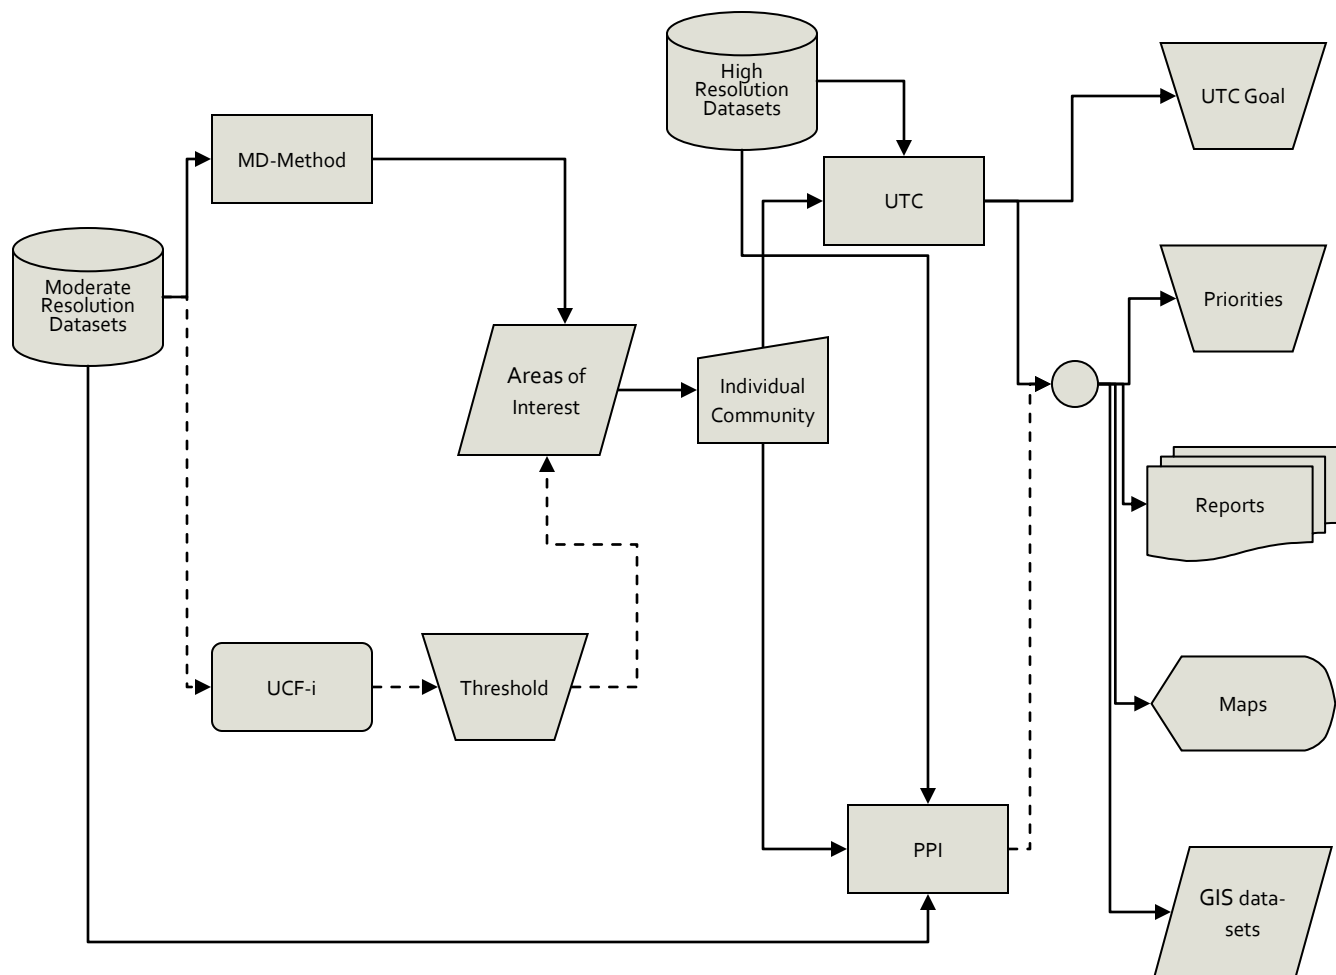 High
Resolution
Datasets
UTC Goal
MD-Method
UTC
Moderate
Resolution
Datasets
Priorities
Areas of
Interest
Individual
Community
Reports
UCF-i
Threshold
Maps
PPI
GIS data-
sets